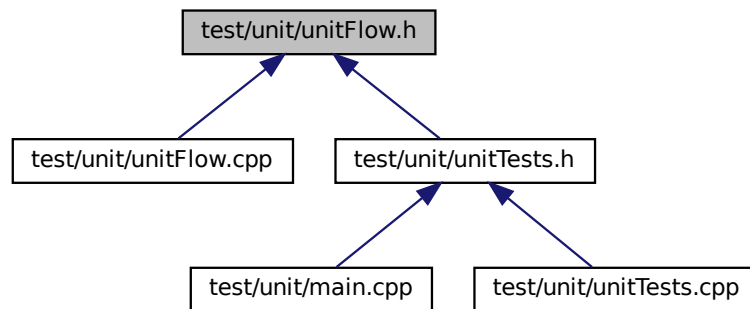 test/unit/unitFlow.h
test/unit/unitFlow.cpp
test/unit/unitTests.h
test/unit/main.cpp
test/unit/unitTests.cpp